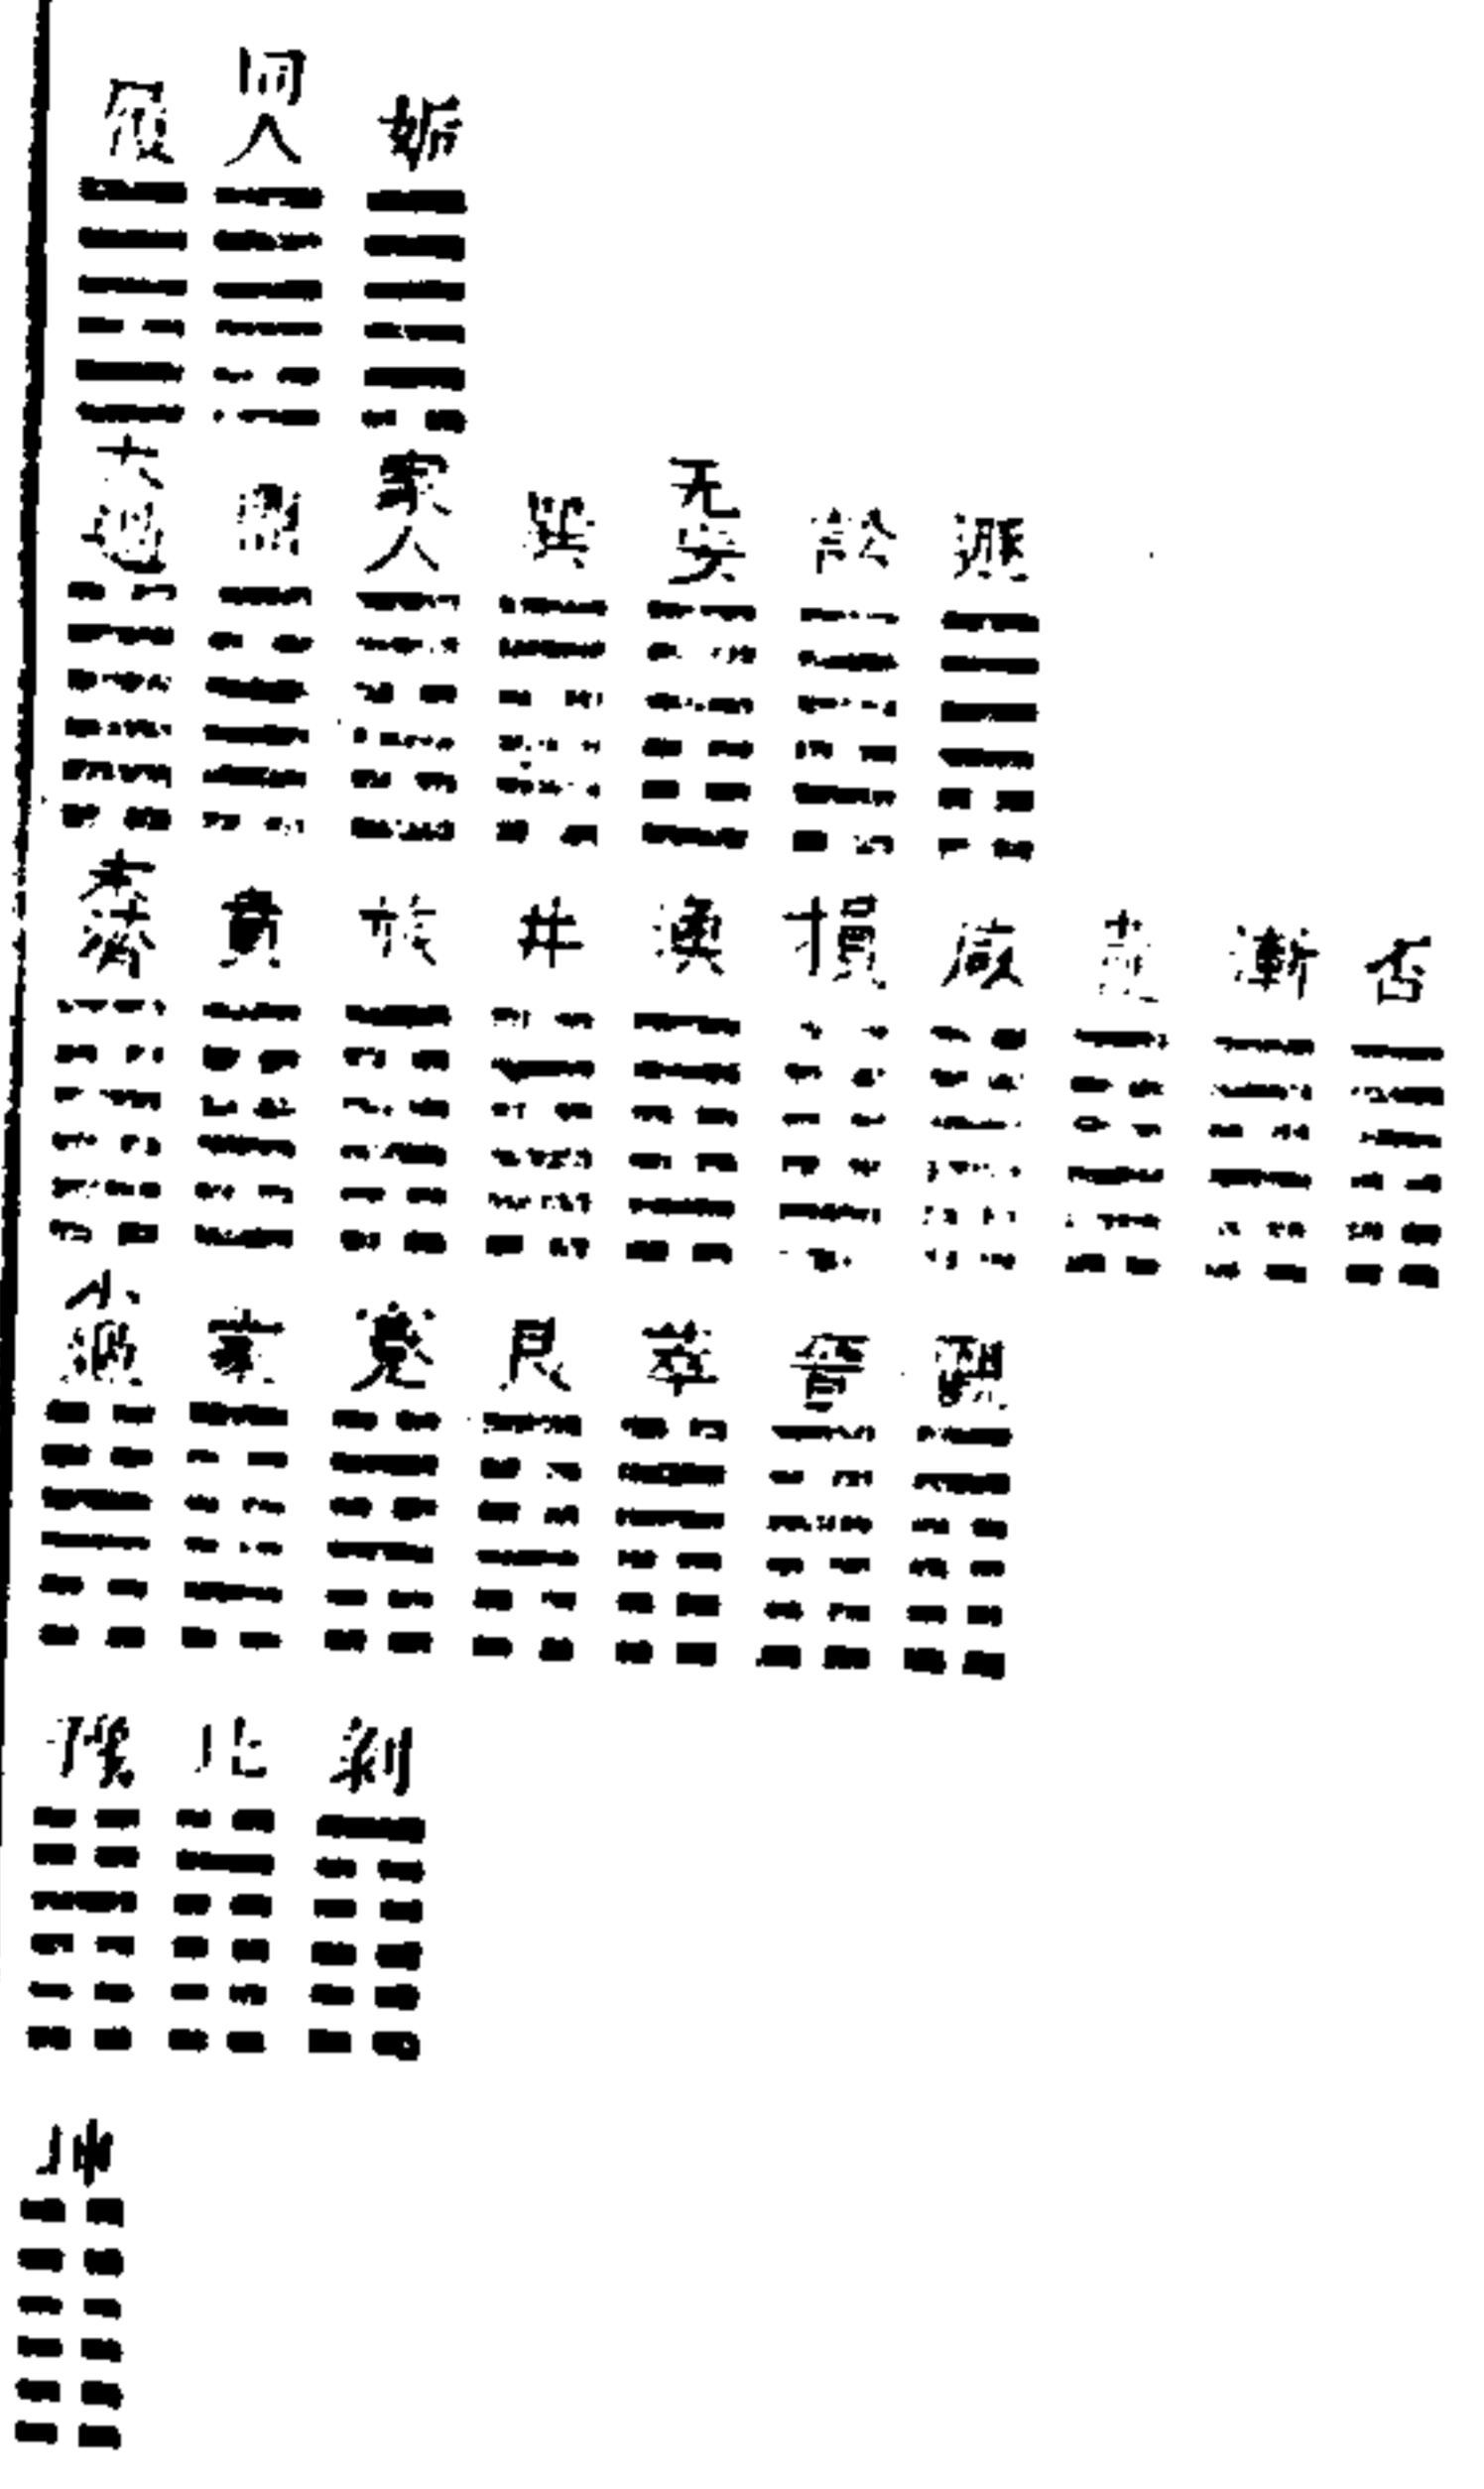 履 同人 姤
大過 鼎 家人 巽 无妄 訟 遯
未濟 賁 旅 井 渙 損 咸 蠱 漸 否
小過 蒙 蹇 艮 萃 晉 觀
豫 比 剝
坤